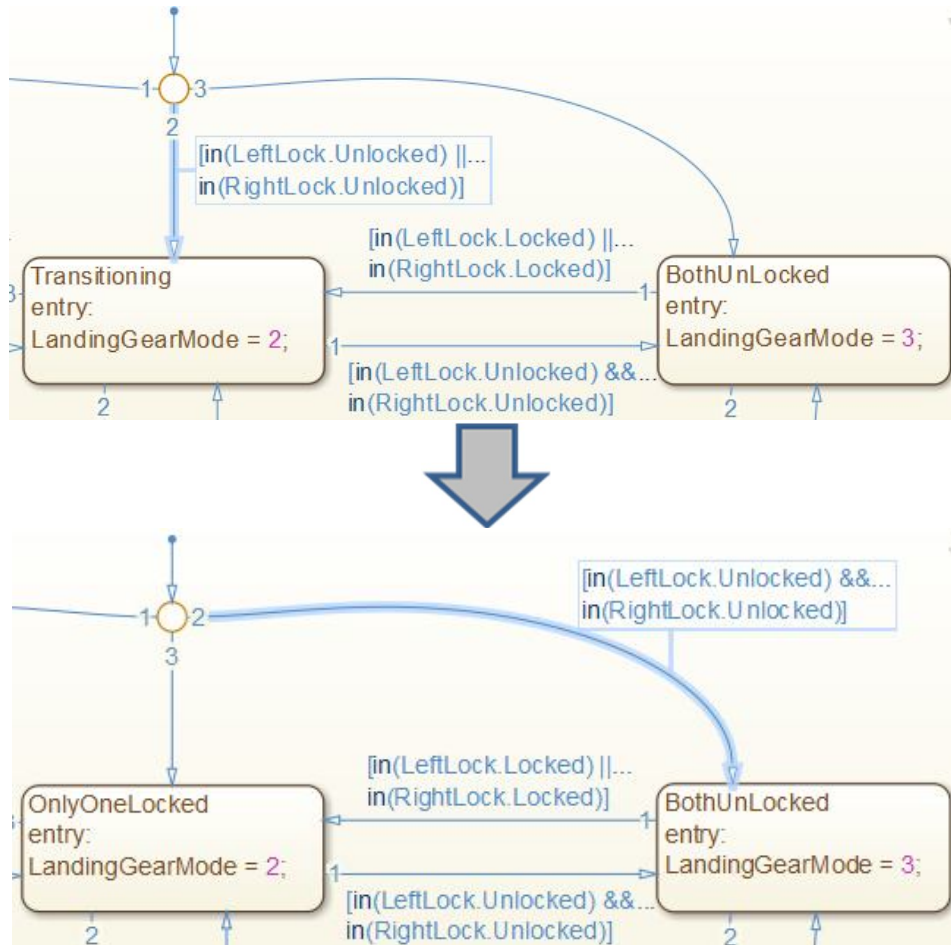 1
3
2
[in(LeftLock.Unlocked) ||...
in(RightLock.Unlocked)]
[in(LeftLock.Locked) ||...
in(RightLock.Locked)]
Transitioning
entry:
LandingGearMode = 2;
3
1
BothUnLocked
entry:
LandingGearMode = 3;
1
[in(LeftLock.Unlocked) &&...
in(RightLock.Unlocked)]
2
2
[in(LeftLock.Unlocked) &&...
in(RightLock.Unlocked)]
1
2
3
[in(LeftLock.Locked) ||...
in(RightLock.Locked)]
OnlyOneLocked
entry:
LandingGearMode = 2;
3
1
BothUnLocked
entry:
LandingGearMode = 3;
1
[in(LeftLock.Unlocked) &&...
in(RightLock.Unlocked)]
2
2